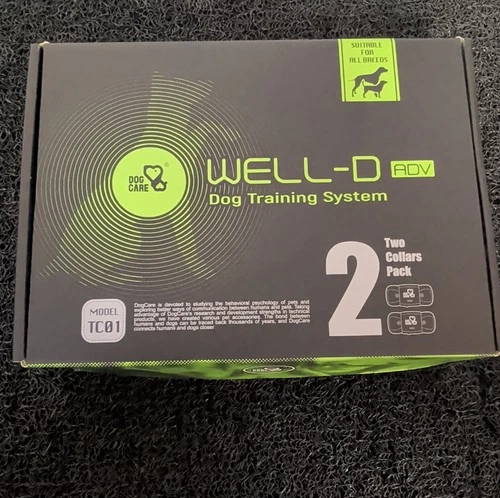 SUITABLE
FOR
ALL BREEDS
DOG
CARE
®
WELL-D ADV
Dog Training System
2
Two
Collars
Pack
MODEL
TC01
DogCare is devoted to studying the behavioral psychology of pets and
exploring better ways of communication between humans and pets. Taking
advantage of DogCare's research and development strengths in technical
products, we have created various pet accessories. The bond between
humans and dogs can be traced back thousands of years, and DogCare
connects humans and dogs closer